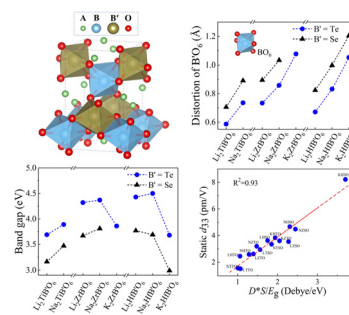 A B B′ O
BO₆
Distortion of B'O₆ (Å)
1.2
1.0
0.8
0.6
B' = Te
B' = Se
Li₂TiB'O₆
Na₂TiB'O₆
Li₂ZrB'O₆
Na₂ZrB'O₆
K₂ZrB'O₆
Li₂HfB'O₆
Na₂HfB'O₆
K₂HfB'O₆
Band gap (eV)
5.0
4.5
4.0
3.5
3.0
B' = Te
B' = Se
Li₂TiB'O₆
Na₂TiB'O₆
Li₂ZrB'O₆
Na₂ZrB'O₆
K₂ZrB'O₆
Li₂HfB'O₆
Na₂HfB'O₆
K₂HfB'O₆
Static d33 (pm/V)
8
6
4
2
0
R²=0.93
1
2
3
D*S/Eg (Debye/eV)